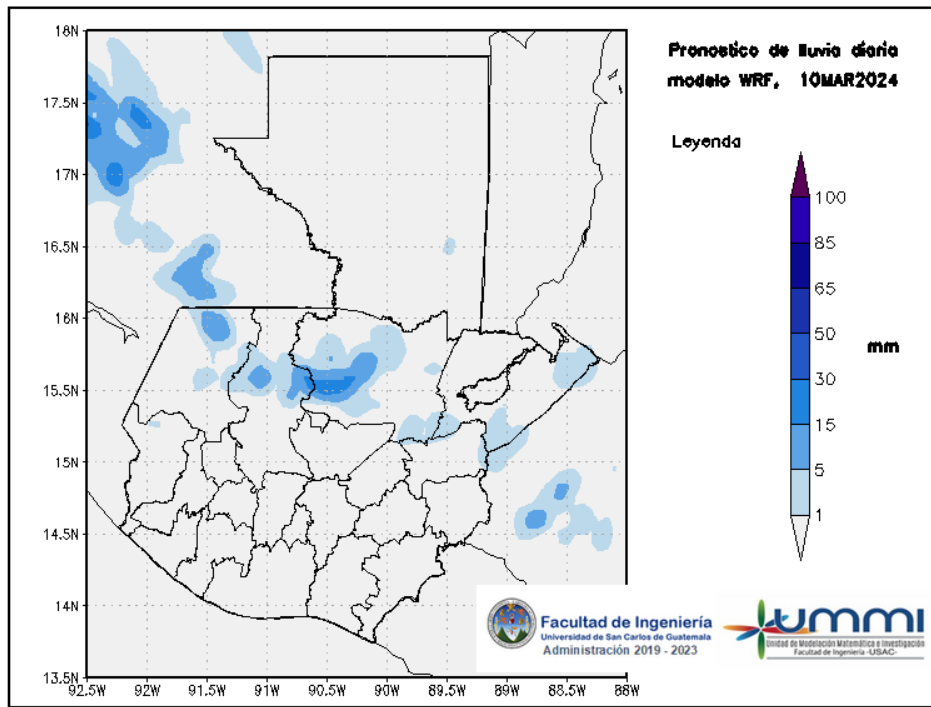 Pronostico de lluvia diaria
modelo WRF, 10MAR2024
Leyenda
100
85
65
50
30
15
5
1
mm
18N
17.5N
17N
16.5N
16N
15.5N
15N
14.5N
14N
13.5N
92.5W
92W
91.5W
91W
90.5W
90W
89.5W
89W
88.5W
88W
Facultad de Ingeniería
Universidad de San Carlos de Guatemala
Administración 2019 - 2023
UMMI
Unidad de Modelación Matemática e Investigación
Facultad de Ingeniería -USAC-